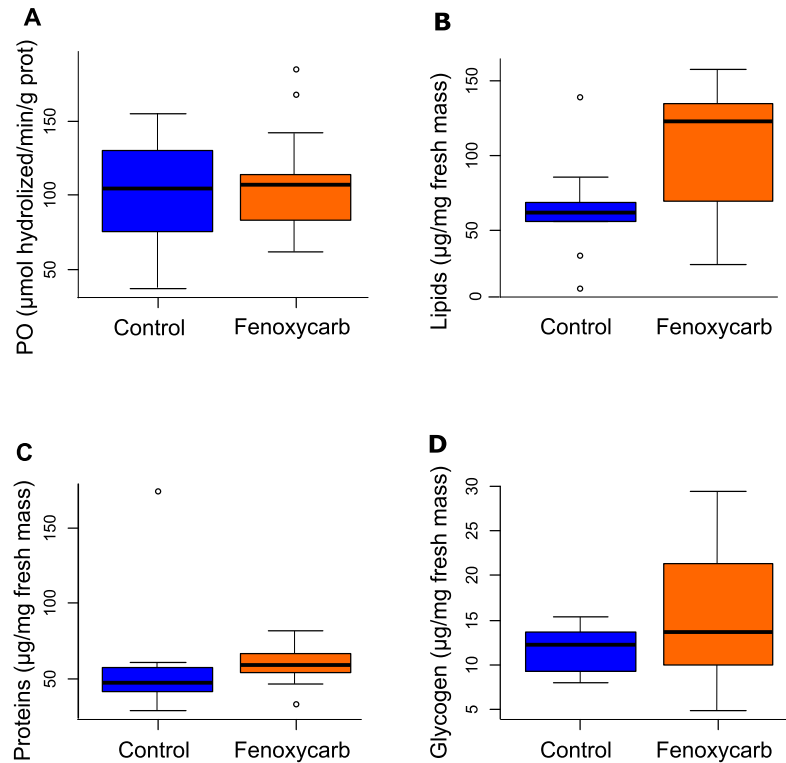 A
PO (µmol hydrolized/min/g prot)
150
100
50
Control
Fenoxycarb
B
Lipids (µg/mg fresh mass)
150
100
50
0
Control
Fenoxycarb
C
Proteins (µg/mg fresh mass)
150
100
50
Control
Fenoxycarb
D
Glycogen (µg/mg fresh mass)
30
25
20
15
10
5
Control
Fenoxycarb